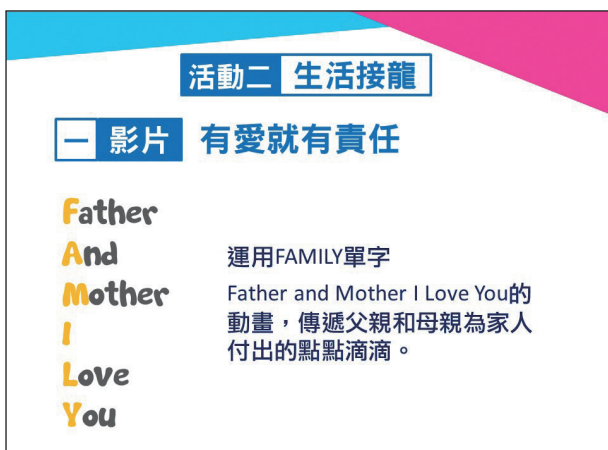 活動二 生活接龍
一 影片 有愛就有責任
Father
And
Mother
I
Love
You
運用FAMILY單字
Father and Mother I Love You的
動畫，傳遞父親和母親為家人
付出的點點滴滴。